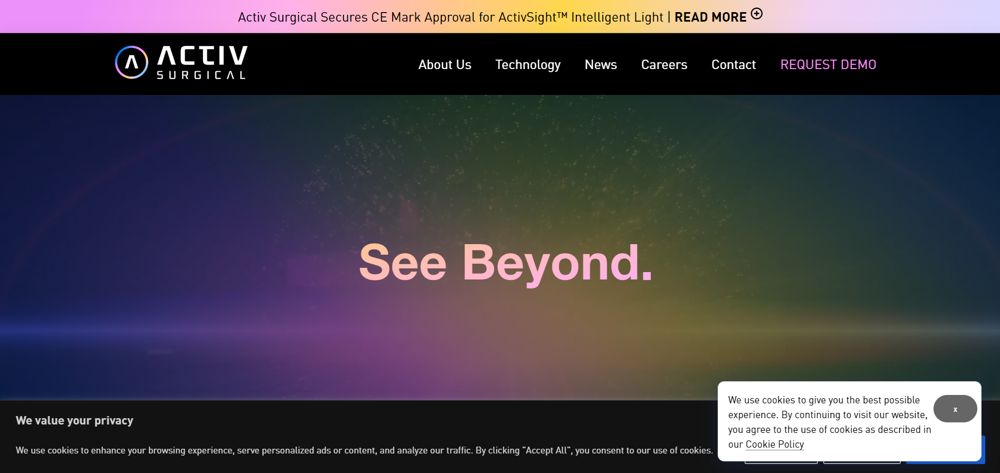 Activ Surgical Secures CE Mark Approval for ActivSight™ Intelligent Light | READ MORE
ACTIV
SURGICAL
About Us
Technology
News
Careers
Contact
REQUEST DEMO
See Beyond.
We value your privacy
We use cookies to enhance your browsing experience, serve personalized ads or content, and analyze our traffic. By clicking "Accept All", you consent to our use of cookies.
We use cookies to give you the best possible
experience. By continuing to visit our website,
you agree to the use of cookies as described in
our Cookie Policy
x